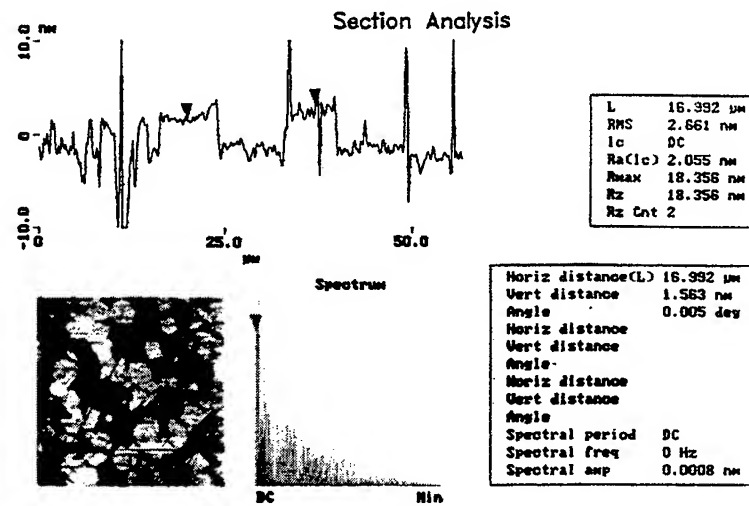 Section Analysis
10.0 nm
0
-10.0
0
25.0
50.0
μm
L 16.992 μm
RMS 2.661 nm
lc DC
Ra(lc) 2.055 nm
Rmax 18.356 nm
Rz 18.356 nm
Rz Cnt 2
Spectrum
DC
Min
Horiz distance(L) 16.992 μm
Vert distance 1.563 nm
Angle 0.005 deg
Horiz distance
Vert distance
Angle
Horiz distance
Vert distance
Angle
Spectral period DC
Spectral freq 0 Hz
Spectral amp 0.0008 nm